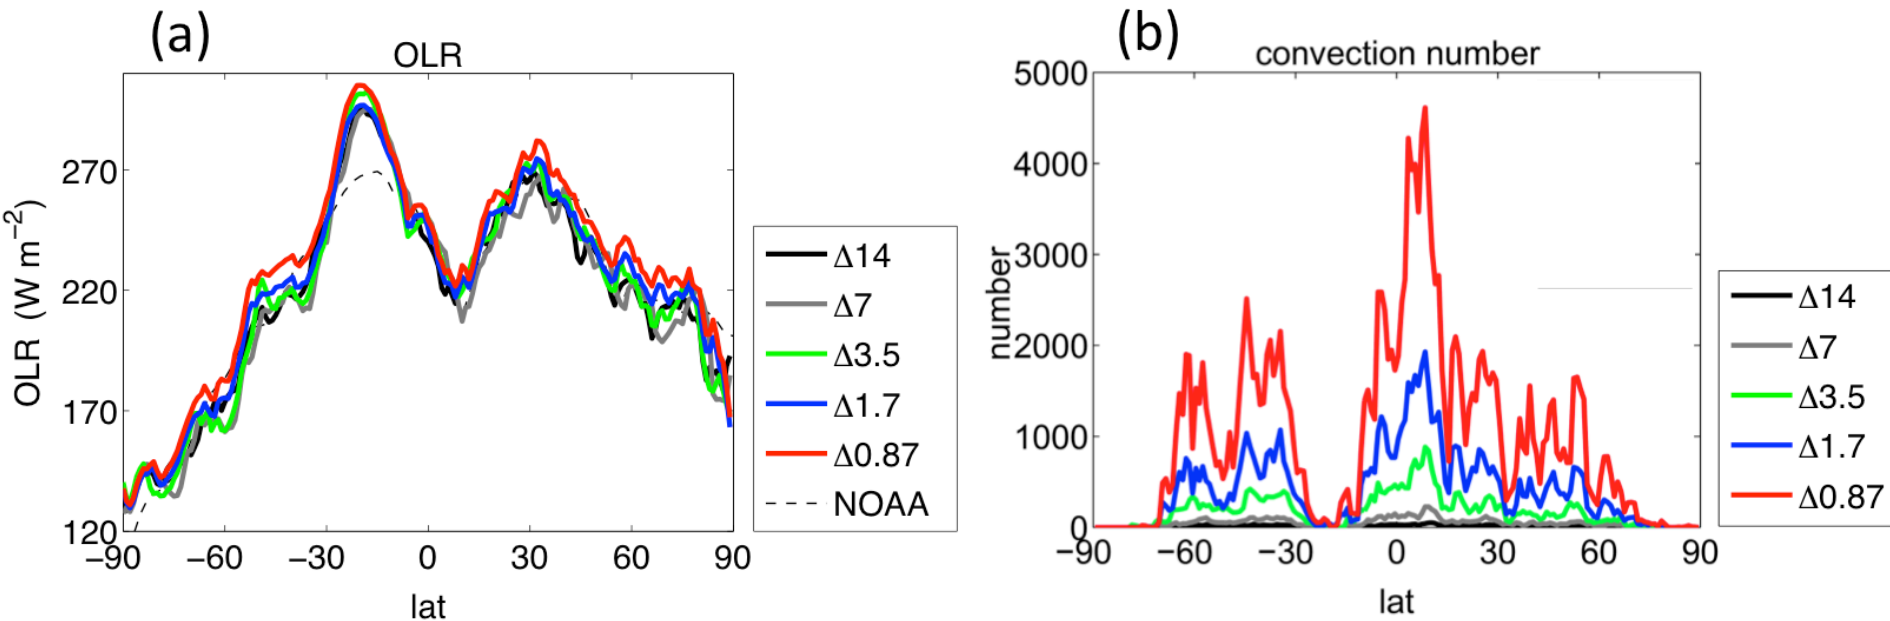 (a)
OLR
OLR (W m−2)
270
220
170
120
−90
−60
−30
0
30
60
90
lat
Δ14
Δ7
Δ3.5
Δ1.7
Δ0.87
NOAA
(b)
convection number
number
5000
4000
3000
2000
1000
0
−90
−60
−30
0
30
60
90
lat
Δ14
Δ7
Δ3.5
Δ1.7
Δ0.87